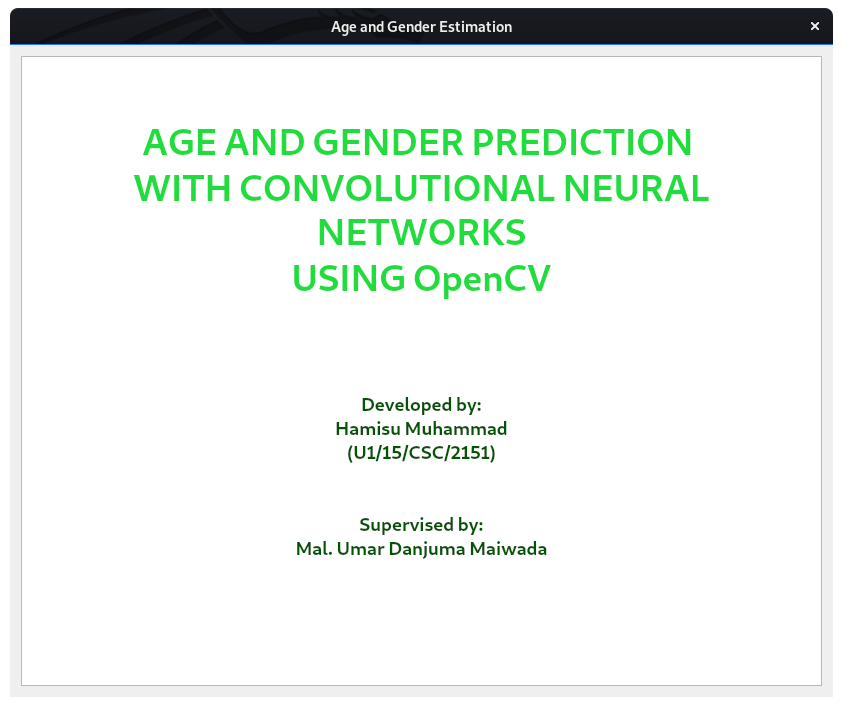 Age and Gender Estimation
AGE AND GENDER PREDICTION
WITH CONVOLUTIONAL NEURAL
NETWORKS
USING OpenCV
Developed by:
Hamisu Muhammad
(U1/15/CSC/2151)
Supervised by:
Mal. Umar Danjuma Maiwada